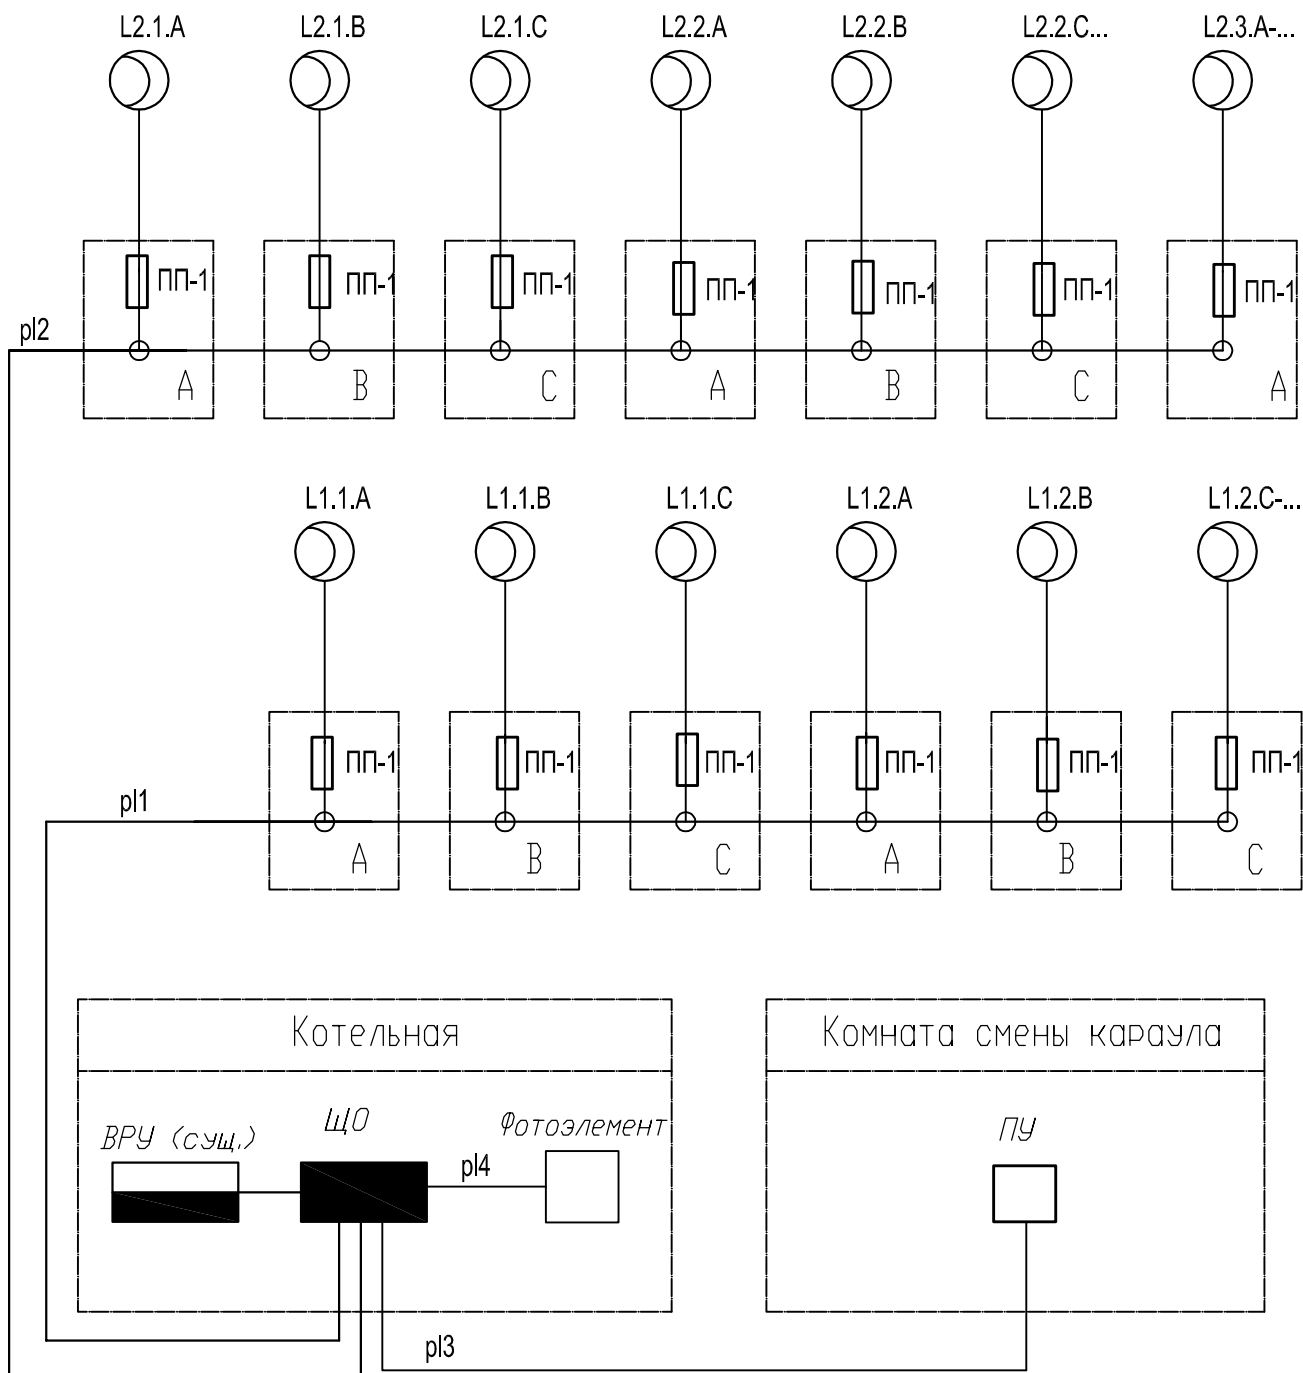 L2.1.A L2.1.B L2.1.C L2.2.A L2.2.B L2.2.C... L2.3.A-...
ПП-1 ПП-1 ПП-1 ПП-1 ПП-1 ПП-1 ПП-1
pl2
A B C A B C A
L1.1.A L1.1.B L1.1.C L1.2.A L1.2.B L1.2.C-...
ПП-1 ПП-1 ПП-1 ПП-1 ПП-1 ПП-1
pl1
A B C A B C
Котельная Комната смены караула
ВРУ (сущ.) ЩО Фотоэлемент ПУ
pl4
pl3